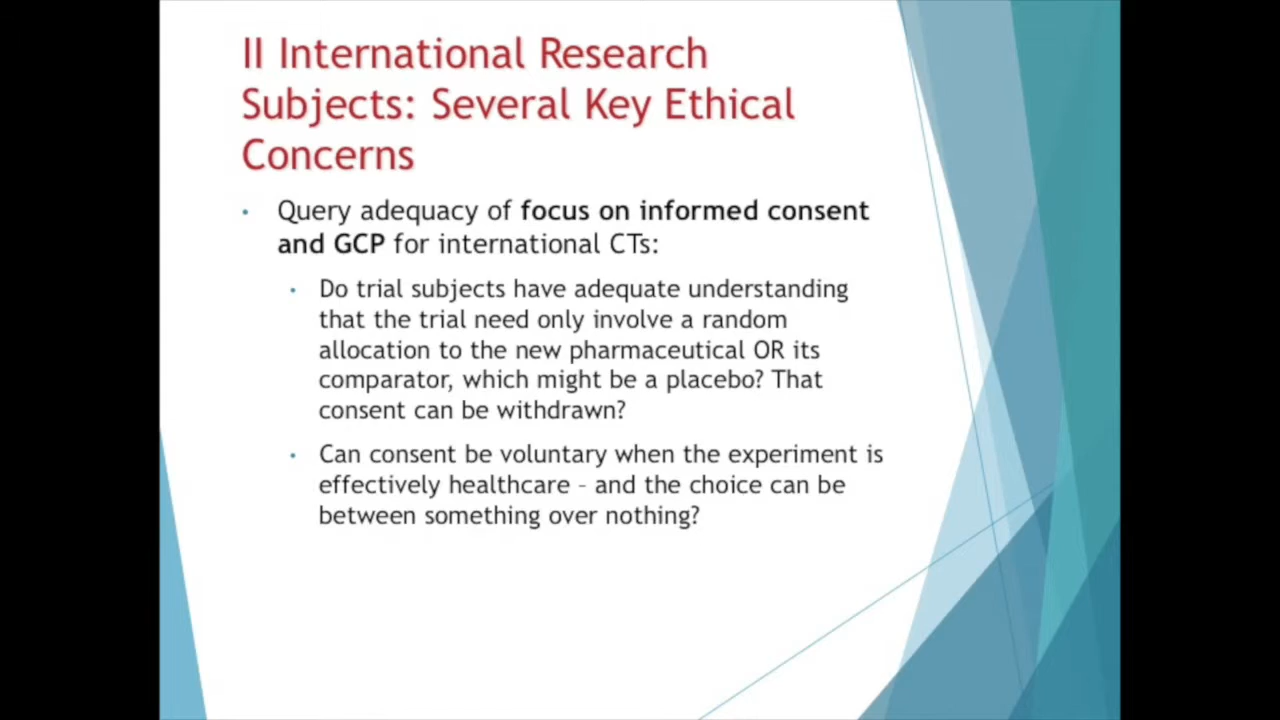 II International Research
Subjects: Several Key Ethical
Concerns
• Query adequacy of focus on informed consent
and GCP for international CTs:
• Do trial subjects have adequate understanding
that the trial need only involve a random
allocation to the new pharmaceutical OR its
comparator, which might be a placebo? That
consent can be withdrawn?
• Can consent be voluntary when the experiment is
effectively healthcare – and the choice can be
between something over nothing?